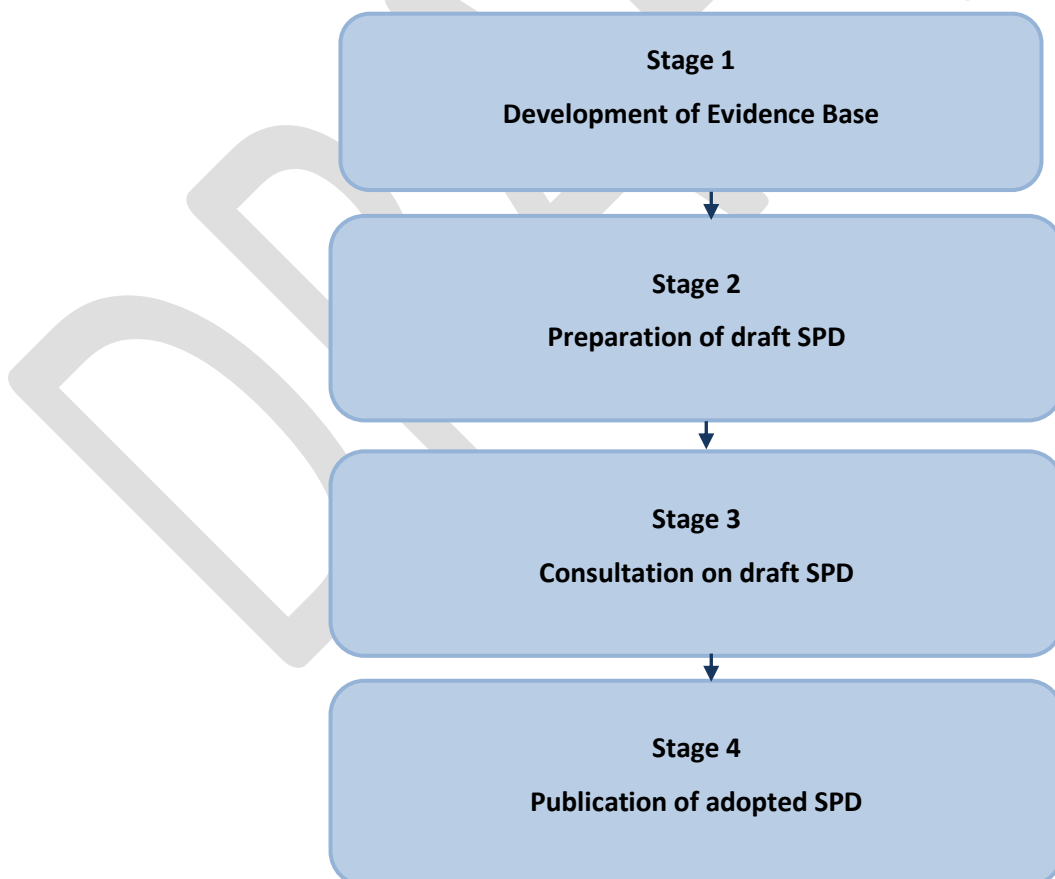 Stage 1
Development of Evidence Base
Stage 2
Preparation of draft SPD
Stage 3
Consultation on draft SPD
Stage 4
Publication of adopted SPD